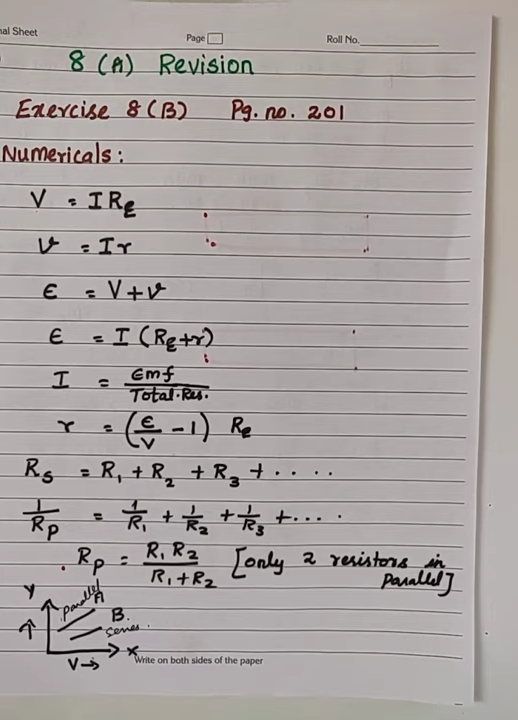 nal Sheet Page Roll No.
8 (A) Revision
Exercise 8 (B) Pg. no. 201
Numericals:
V = IRε
v = Ir
ε = V+v
ε = I (Rε+r)
I = Emf / Total.Res.
r = (ε/V - 1) Re
Rs = R1 + R2 + R3 + ....
1/Rp = 1/R1 + 1/R2 + 1/R3 + ....
Rp = R1 R2 / R1+R2 [only 2 resistors in parallel]
Y parallel A
B.
series.
V→ X
Write on both sides of the paper